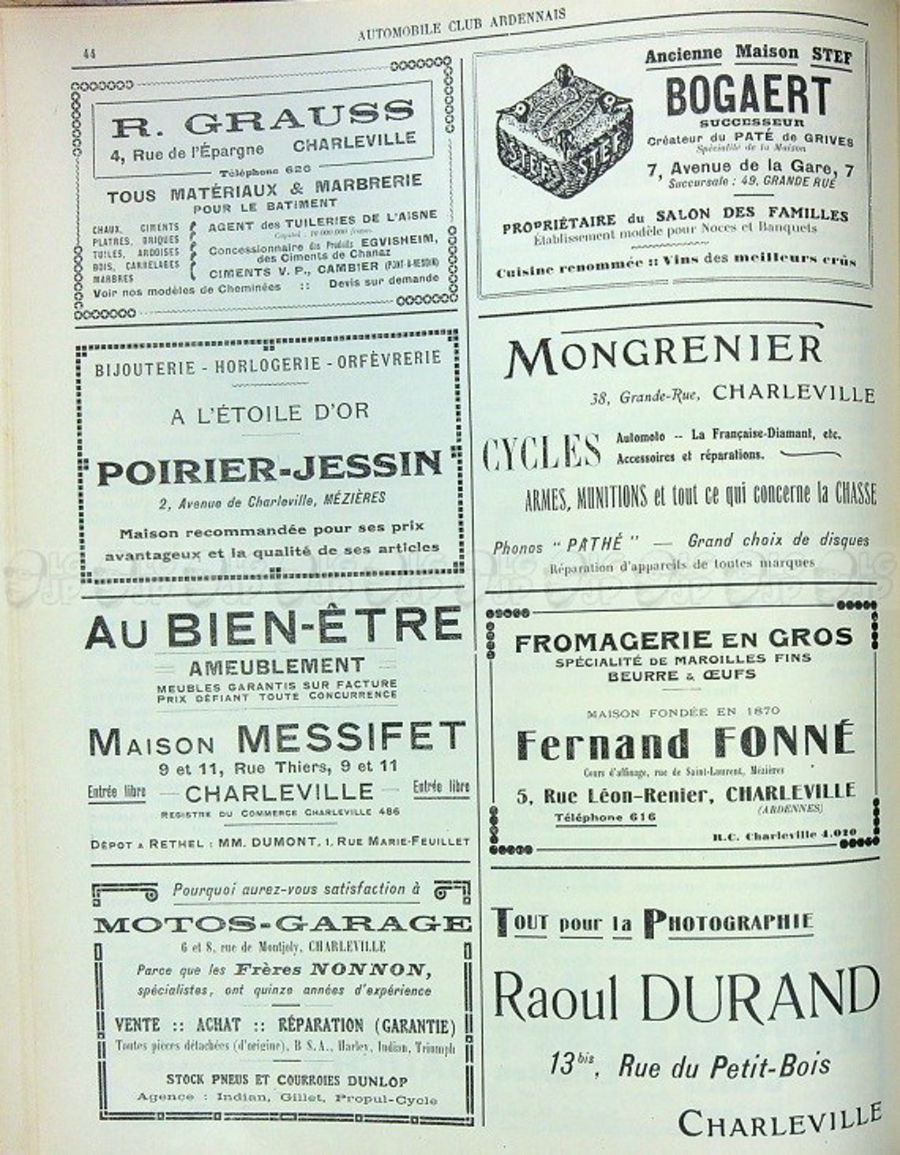 44
AUTOMOBILE CLUB ARDENNAIS
R. GRAUSS
4, Rue de l'Épargne CHARLEVILLE
Téléphone 620
TOUS MATÉRIAUX & MARBRERIE
POUR LE BATIMENT
CHAUX, CIMENTS
PLATRES, BRIQUES
TUILES, ARDOISES
BOIS, CARRELAGES
MARBRES
AGENT des TUILERIES DE L'AISNE
Capital : 10 000 000 francs
Concessionnaire des Produits EGVISHEIM,
des Ciments de Chanaz
CIMENTS V. P., CAMBIER (PONT-A-VENDIN)
Voir nos modèles de Cheminées :: Devis sur demande
BIJOUTERIE - HORLOGERIE - ORFÈVRERIE
A L'ÉTOILE D'OR
POIRIER-JESSIN
2, Avenue de Charleville, MÉZIÈRES
Maison recommandée pour ses prix
avantageux et la qualité de ses articles
AU BIEN-ÊTRE
AMEUBLEMENT
MEUBLES GARANTIS SUR FACTURE
PRIX DÉFIANT TOUTE CONCURRENCE
MAISON MESSIFET
9 et 11, Rue Thiers, 9 et 11
Entrée libre — CHARLEVILLE — Entrée libre
REGISTRE DU COMMERCE CHARLEVILLE 486
DÉPOT A RETHEL : MM. DUMONT, 1, RUE MARIE-FEUILLET
Pourquoi aurez-vous satisfaction à
MOTOS-GARAGE
6 et 8, rue de Montjoly, CHARLEVILLE
Parce que les Frères NONNON,
spécialistes, ont quinze années d'expérience
VENTE :: ACHAT :: RÉPARATION (GARANTIE)
Toutes pièces détachées (d'origine), B S.A., Harley, Indian, Triumph
STOCK PNEUS ET COURROIES DUNLOP
Agence : Indian, Gillet, Propul-Cycle
STEF STEF
Ancienne Maison STEF
BOGAERT
SUCCESSEUR
Créateur du PATÉ de GRIVES
Spécialité de la Maison
7, Avenue de la Gare, 7
Succursale : 49, GRANDE RUE
PROPRIÉTAIRE du SALON DES FAMILLES
Établissement modèle pour Noces et Banquets
Cuisine renommée :: Vins des meilleurs crûs
MONGRENIER
38, Grande-Rue, CHARLEVILLE
CYCLES
Automoto — La Française-Diamant, etc.
Accessoires et réparations.
ARMES, MUNITIONS et tout ce qui concerne la CHASSE
Phonos " PATHÉ " — Grand choix de disques
Réparation d'appareils de toutes marques
FROMAGERIE EN GROS
SPÉCIALITÉ DE MAROILLES FINS
BEURRE & ŒUFS
MAISON FONDÉE EN 1870
Fernand FONNÉ
Cours d'affinage, rue de Saint-Laurent, Mézières
5, Rue Léon-Renier, CHARLEVILLE
(ARDENNES)
Téléphone 616
R.C. Charleville 4.020
TOUT pour la PHOTOGRAPHIE
Raoul DURAND
13bis, Rue du Petit-Bois
CHARLEVILLE